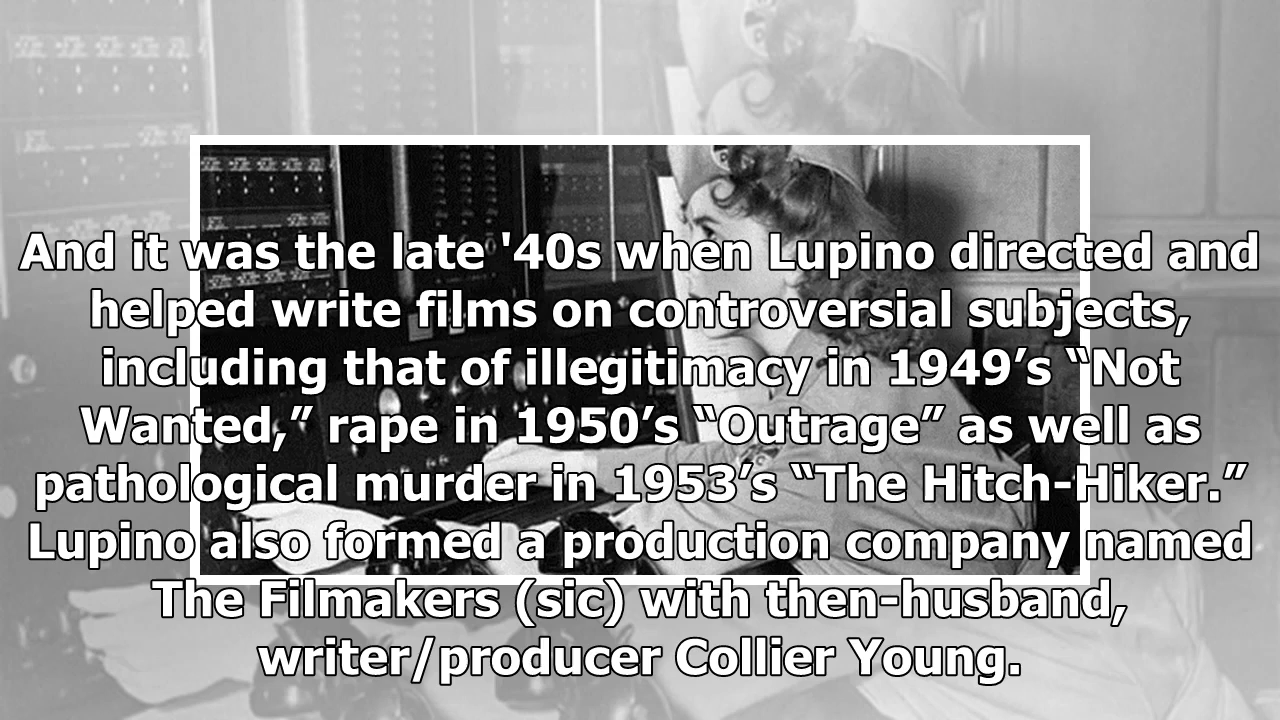 And it was the late '40s when Lupino directed and
helped write films on controversial subjects,
including that of illegitimacy in 1949’s “Not
Wanted,” rape in 1950’s “Outrage” as well as
pathological murder in 1953’s “The Hitch-Hiker.”
Lupino also formed a production company named
The Filmakers (sic) with then-husband,
writer/producer Collier Young.